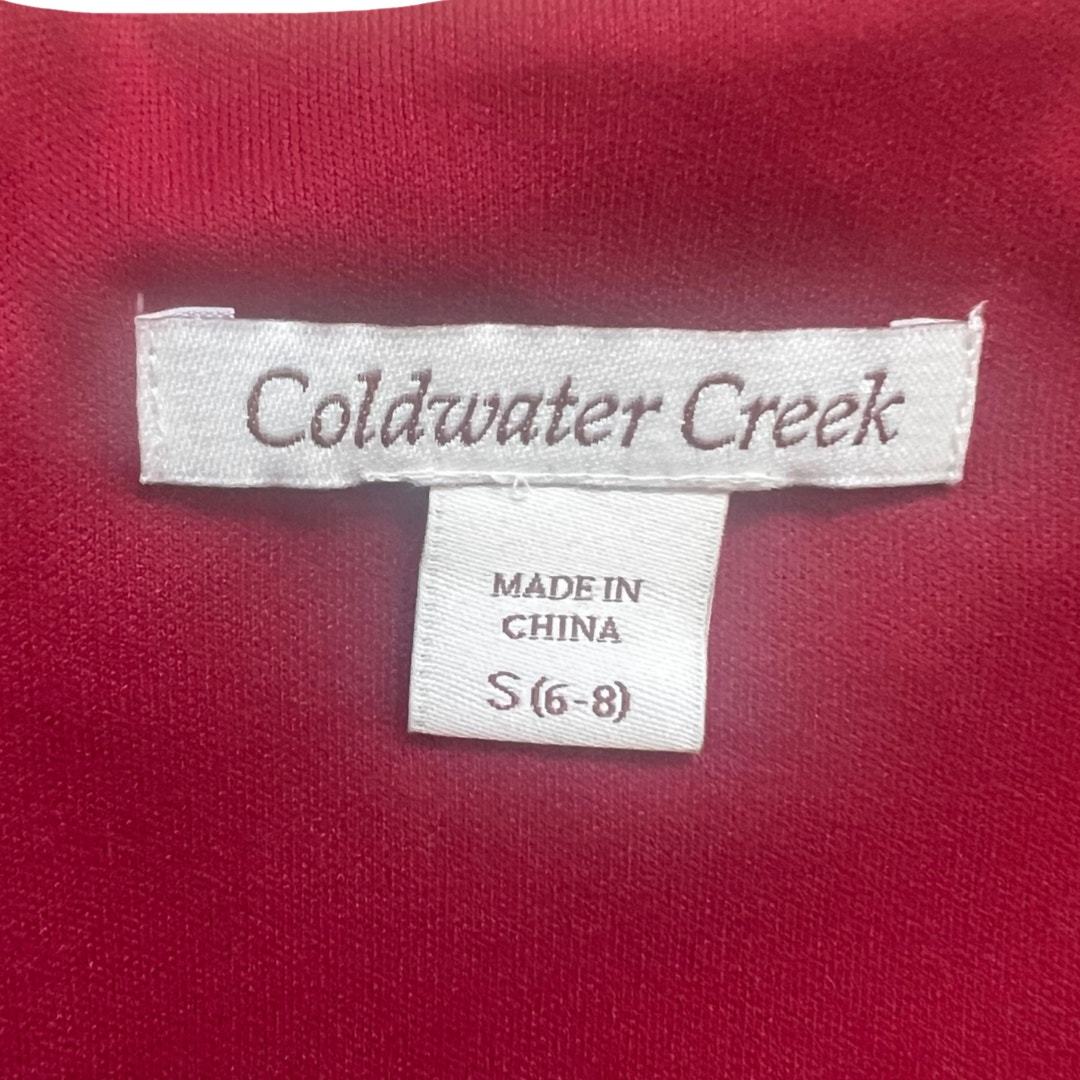 Coldwater Creek
MADE IN
CHINA
S (6-8)